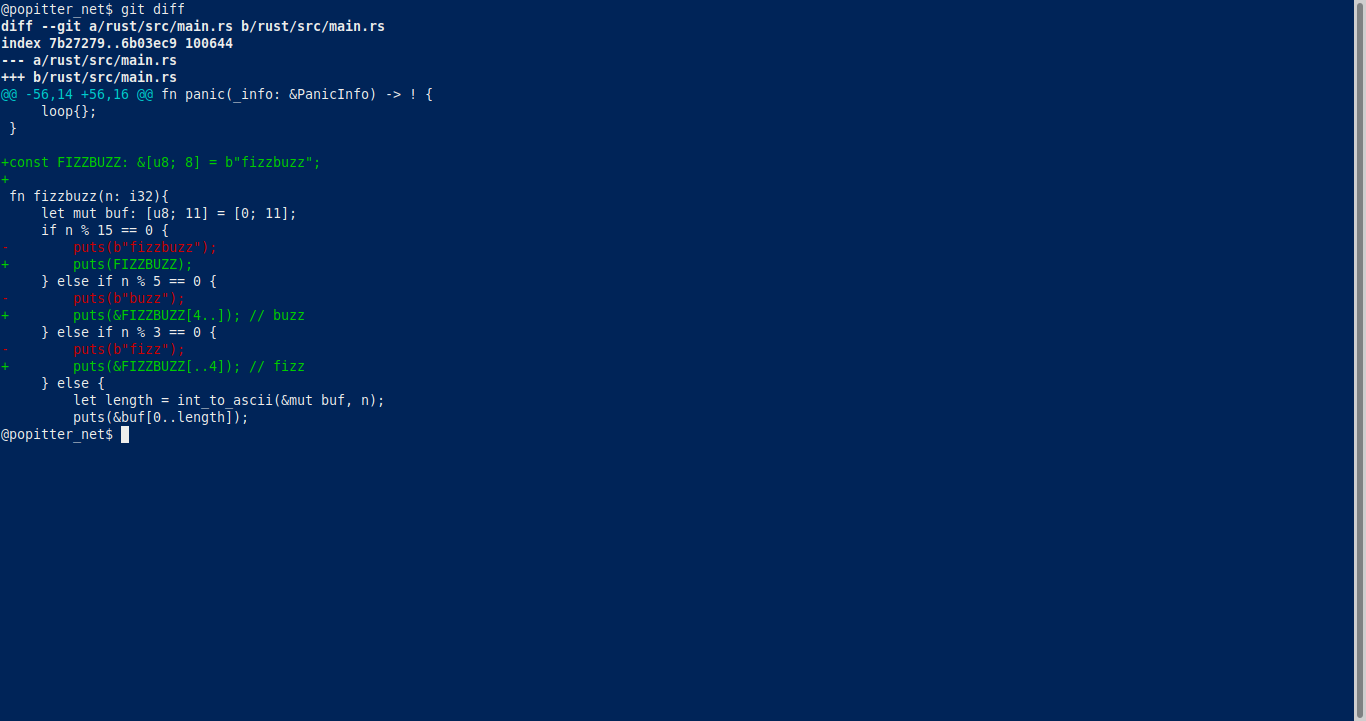 @popitter_net$ git diff
diff --git a/rust/src/main.rs b/rust/src/main.rs
index 7b27279..6b03ec9 100644
--- a/rust/src/main.rs
+++ b/rust/src/main.rs
@@ -56,14 +56,16 @@ fn panic(_info: &PanicInfo) -> ! {
     loop{};
 }

+const FIZZBUZZ: &[u8; 8] = b"fizzbuzz";
+
 fn fizzbuzz(n: i32){
     let mut buf: [u8; 11] = [0; 11];
     if n % 15 == 0 {
-        puts(b"fizzbuzz");
+        puts(FIZZBUZZ);
     } else if n % 5 == 0 {
-        puts(b"buzz");
+        puts(&FIZZBUZZ[4..]); // buzz
     } else if n % 3 == 0 {
-        puts(b"fizz");
+        puts(&FIZZBUZZ[..4]); // fizz
     } else {
         let length = int_to_ascii(&mut buf, n);
         puts(&buf[0..length]);
@popitter_net$